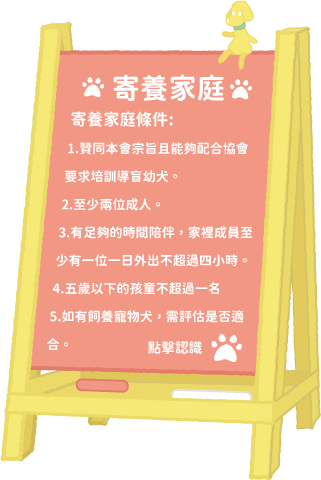 寄養家庭
寄養家庭條件:
1.贊同本會宗旨且能夠配合協會
要求培訓導盲幼犬。
2.至少兩位成人。
3.有足夠的時間陪伴，家裡成員至
少有一位一日外出不超過四小時。
4.五歲以下的孩童不超過一名
5.如有飼養寵物犬，需評估是否適
合。
點擊認識